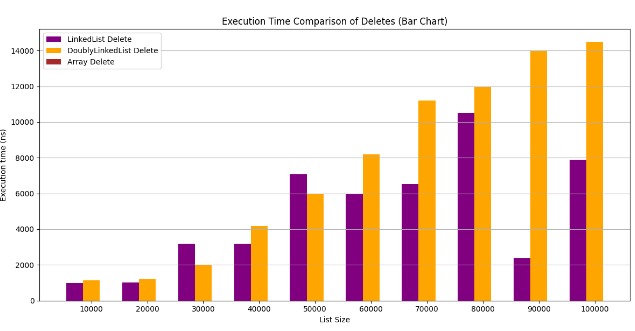 Execution Time Comparison of Deletes (Bar Chart)
LinkedList Delete
DoublyLinkedList Delete
Array Delete
Execution time (ns)
14000
12000
10000
8000
6000
4000
2000
0
10000 20000 30000 40000 50000 60000 70000 80000 90000 100000
List Size